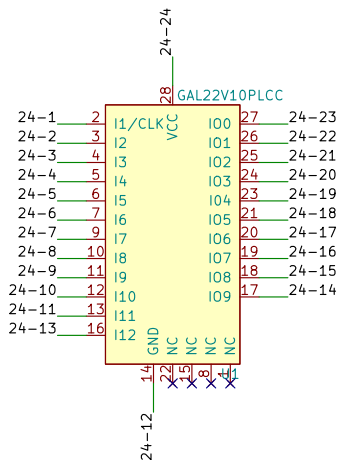 24-24
28
GAL22V10PLCC
VCC
24-1 2 I1/CLK IO0 27 24-23
24-2 3 I2 IO1 26 24-22
24-3 4 I3 IO2 25 24-21
24-4 5 I4 IO3 24 24-20
24-5 6 I5 IO4 23 24-19
24-6 7 I6 IO5 21 24-18
24-7 9 I7 IO6 20 24-17
24-8 10 I8 IO7 19 24-16
24-9 11 I9 IO8 18 24-15
24-10 12 I10 IO9 17 24-14
24-11 13 I11
24-13 16 I12
GND NC NC NC NC
14 22 15 8 1 U1
24-12